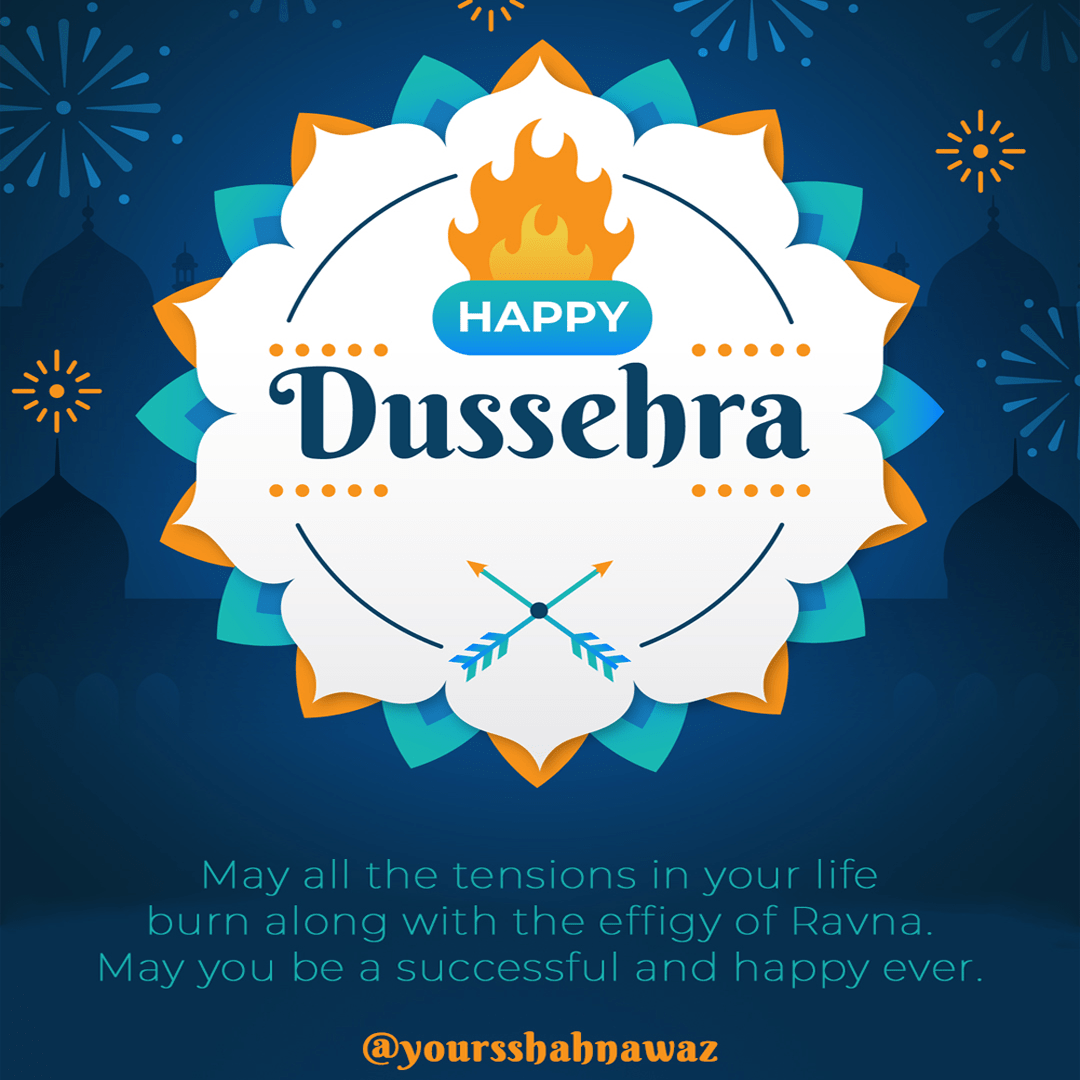 HAPPY
Dussehra
May all the tensions in your life
burn along with the effigy of Ravna.
May you be a successful and happy ever.
@yoursshahnawaz